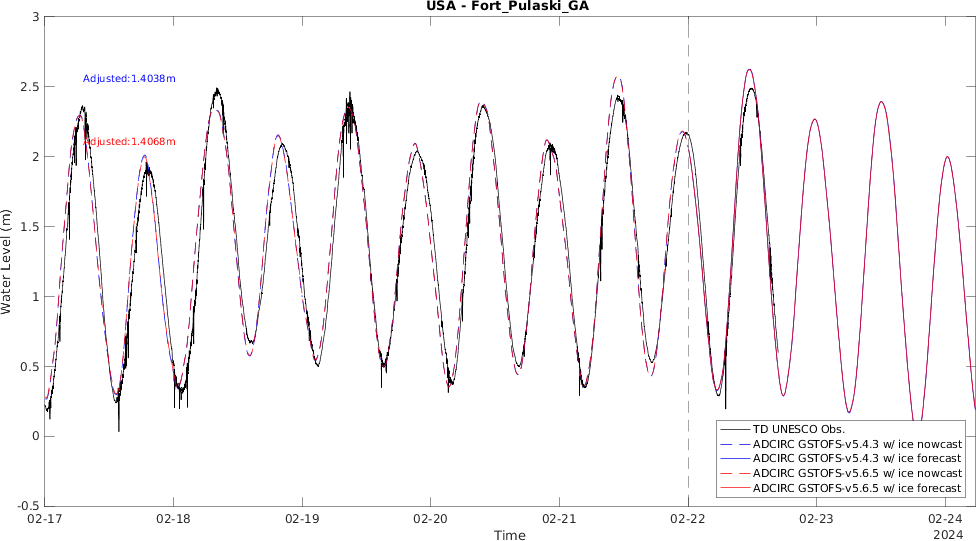 USA - Fort_Pulaski_GA
3
2.5
2
1.5
1
0.5
0
-0.5
Water Level (m)
Adjusted:1.4038m
Adjusted:1.4068m
TD UNESCO Obs.
ADCIRC GSTOFS-v5.4.3 w/ ice nowcast
ADCIRC GSTOFS-v5.4.3 w/ ice forecast
ADCIRC GSTOFS-v5.6.5 w/ ice nowcast
ADCIRC GSTOFS-v5.6.5 w/ ice forecast
02-17 02-18 02-19 02-20 02-21 02-22 02-23 02-24
Time
2024